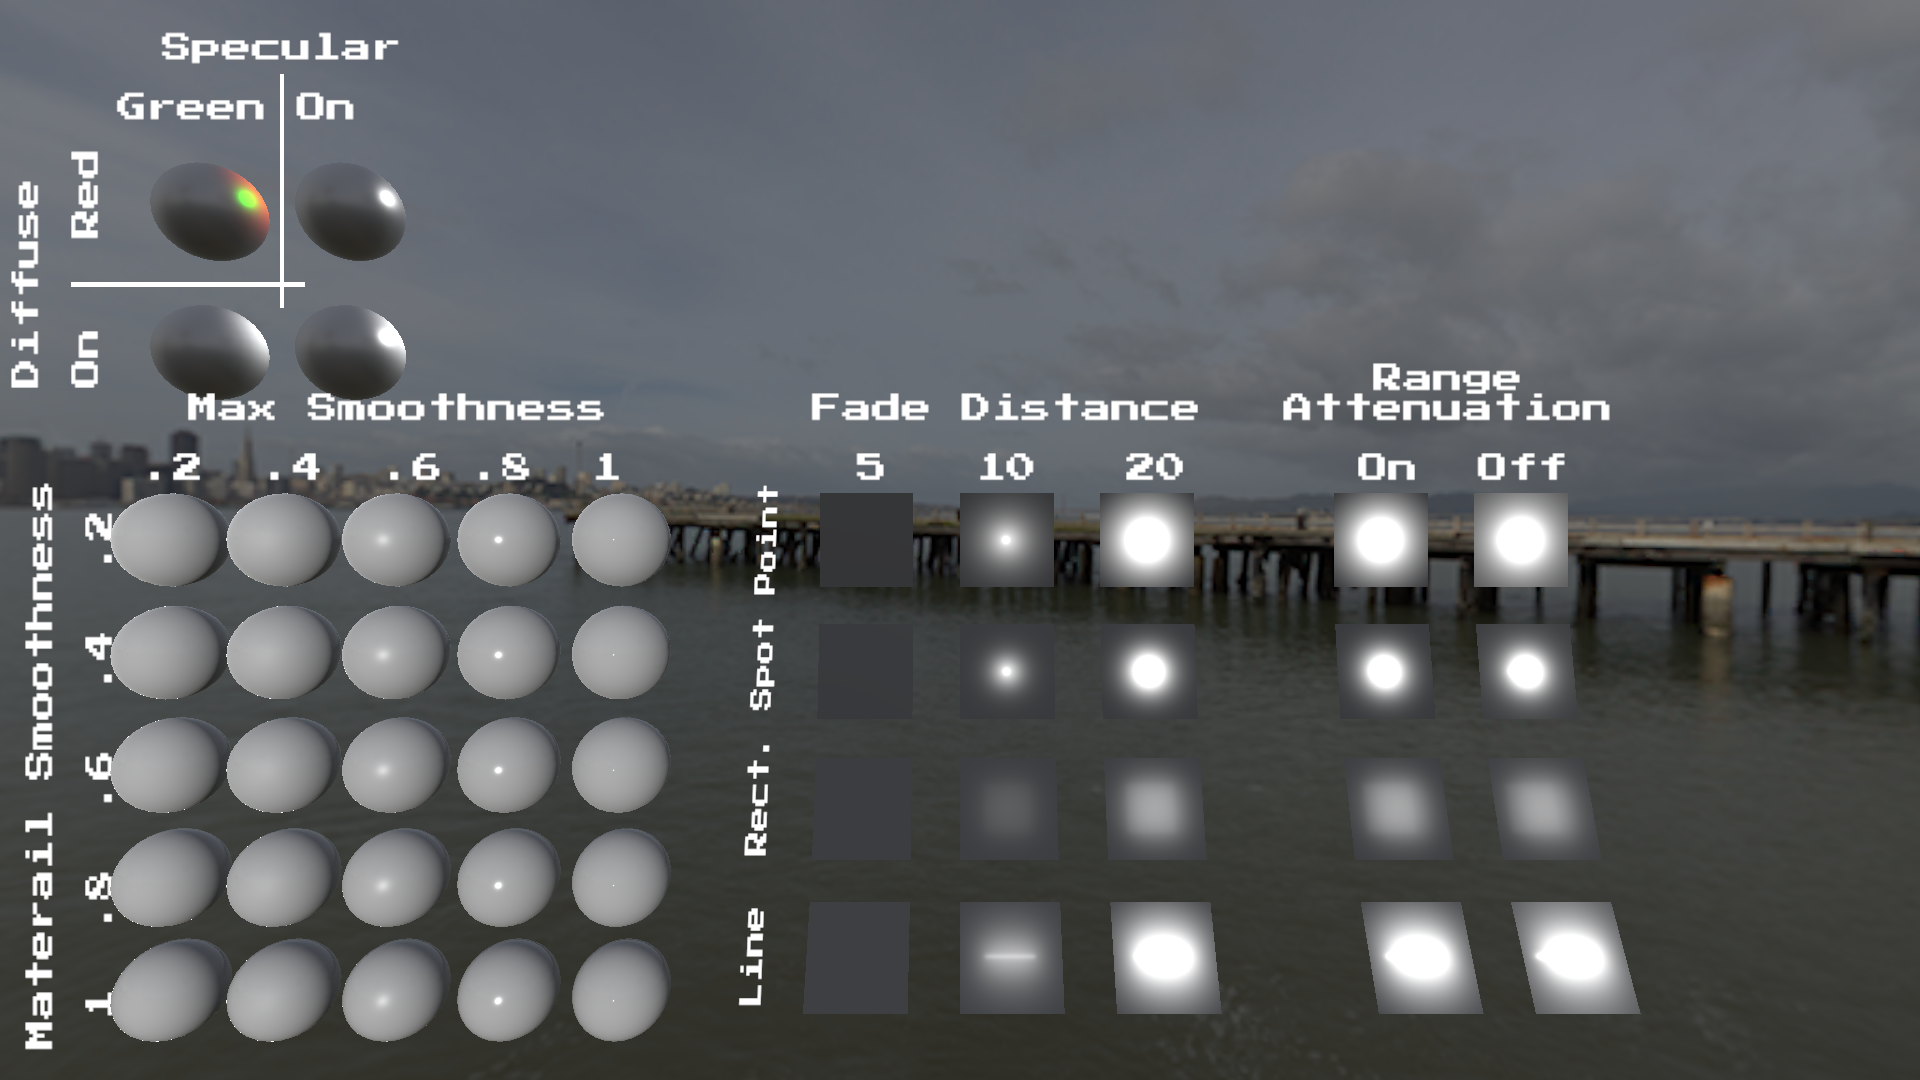 Specular
Green On
Diffuse
Red
On
Max Smoothness
.2 .4 .6 .8 1
Materail Smoothness
.2
.4
.6
.8
1
Fade Distance
5 10 20
Point
Spot
Rect.
Line
Range
Attenuation
On Off